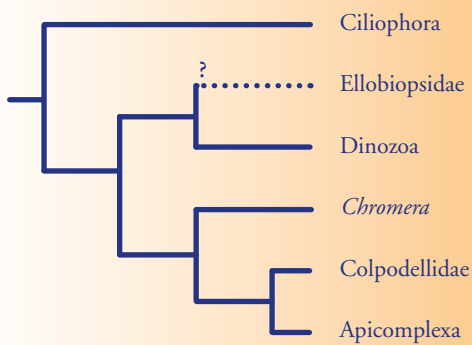 Ciliophora
?
Ellobiopsidae
Dinozoa
Chromera
Colpodellidae
Apicomplexa